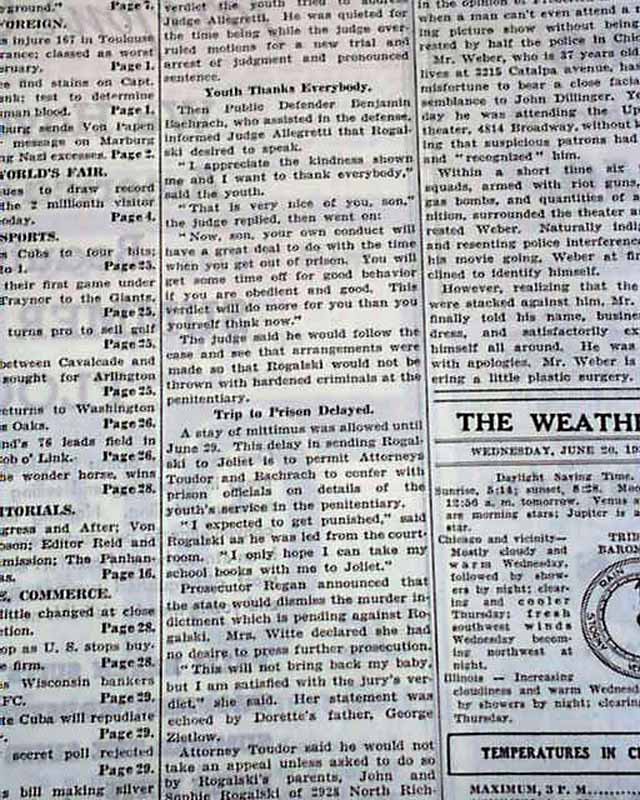 yground." Page 7.
FOREIGN.
s injure 167 in Toulouse
rance; classed as worst
ruary. Page 1.
e find stains on Capt.
ank; test to determine
uman blood. Page 1.
burg sends Von Papen
message on Marburg
ng Nazi excesses. Page 2.
WORLD'S FAIR.
ues to draw record
the 2 millionth visitor
oday. Page 4.
SPORTS.
s Cubs to four hits;
to 1. Page 25.
their first game under
Traynor to the Giants,
Page 25.
turns pro to sell golf
Page 25.
between Cavalcade and
sought for Arlington
Page 25.
returns to Washington
s Oaks. Page 26.
nd's 76 leads field in
ob o' Link. Page 26.
he wonder horse, wins
Page 28.
ITORIALS.
gress and After; Von
oson; Editor Reid and
mission; The Panhan-
as. Page 16.
, COMMERCE.
little changed at close
tion. Page 28.
op as U. S. stops buy-
e firm. Page 28.
s Wisconsin bankers
FC. Page 29.
te Cuba will repudiate
Page 29.
secret poll rejected
Page 29.
s bill making silver
verdict the youth tried to address
Judge Allegretti. He was quieted for
the time being while the judge over-
ruled motions for a new trial and
arrest of judgment and pronounced
sentence.
Youth Thanks Everybody.
Then Public Defender Benjamin
Bachrach, who assisted in the defense,
informed Judge Allegretti that Rogal-
ski desired to speak.
"I appreciate the kindness shown
me and I want to thank everybody,"
said the youth.
"That is very nice of you, son,"
the judge replied, then went on:
"Now, son, your own conduct will
have a great deal to do with the time
when you get out of prison. You will
get some time off for good behavior
if you are obedient and good. This
verdict will do more for you than you
yourself think now."
The judge said he would follow the
case and see that arrangements were
made so that Rogalski would not be
thrown with hardened criminals at the
penitentiary.
Trip to Prison Delayed.
A stay of mittimus was allowed until
June 29. This delay in sending Rogal-
ski to Joliet is to permit Attorneys
Toudor and Bachrach to confer with
prison officials on details of the
youth's service in the penitentiary.
"I expected to get punished," said
Rogalski as he was led from the court-
room. "I only hope I can take my
school books with me to Joliet."
Prosecutor Regan announced that
the state would dismiss the murder in-
dictment which is pending against Ro-
galski. Mrs. Witte declared she had
no desire to press further prosecution.
"This will not bring back my baby,
but I am satisfied with the jury's ver-
dict," she said. Her statement was
echoed by Dorette's father, George
Zietlow.
Attorney Toudor said he would not
take an appeal unless asked to do so
by Rogalski's parents, John and
Sophie Rogalski of 2928 North Rich-
in the opinion of
when a man can't even attend a
ing picture show without being
rested by half the police in Chic
Mr. Weber, who is 37 years old
lives at 2215 Catalpa avenue, has
misfortune to bear a close facia
semblance to John Dillinger. Ye
day he was attending the Up
theater, 4814 Broadway, without
ing that suspicious patrons had
and "recognized" him.
Within a short time six
squads, armed with riot guns,
gas bombs, and quantities of a
nition, surrounded the theater a
rested Weber. Naturally indig
and resenting police interference
his movie going, Weber at fir
clined to identify himself.
However, realizing that the
were stacked against him, Mr.
finally told his name, busine
dress, and satisfactorily ex
himself all around. He was
with apologies. Mr. Weber is
ering a little plastic surgery.
THE WEATHE
WEDNESDAY, JUNE 20, 19
Daylight Saving Time.
Sunrise, 5:14; sunset, 8:28. Moo
12:56 a. m. tomorrow. Venus
are morning stars; Jupiter is a
star.
Chicago and vicinity—
Mostly cloudy and
warm Wednesday,
followed by show-
ers by night; clear-
ing and cooler
Thursday; fresh
southwest winds
Wednesday becom-
ing northwest at
night.
Illinois — Increasing
cloudiness and warm Wednesd
by showers by night; clearing
Thursday.
TRIB
BARO
TEMPERATURES IN C
MAXIMUM, 3 P. M.